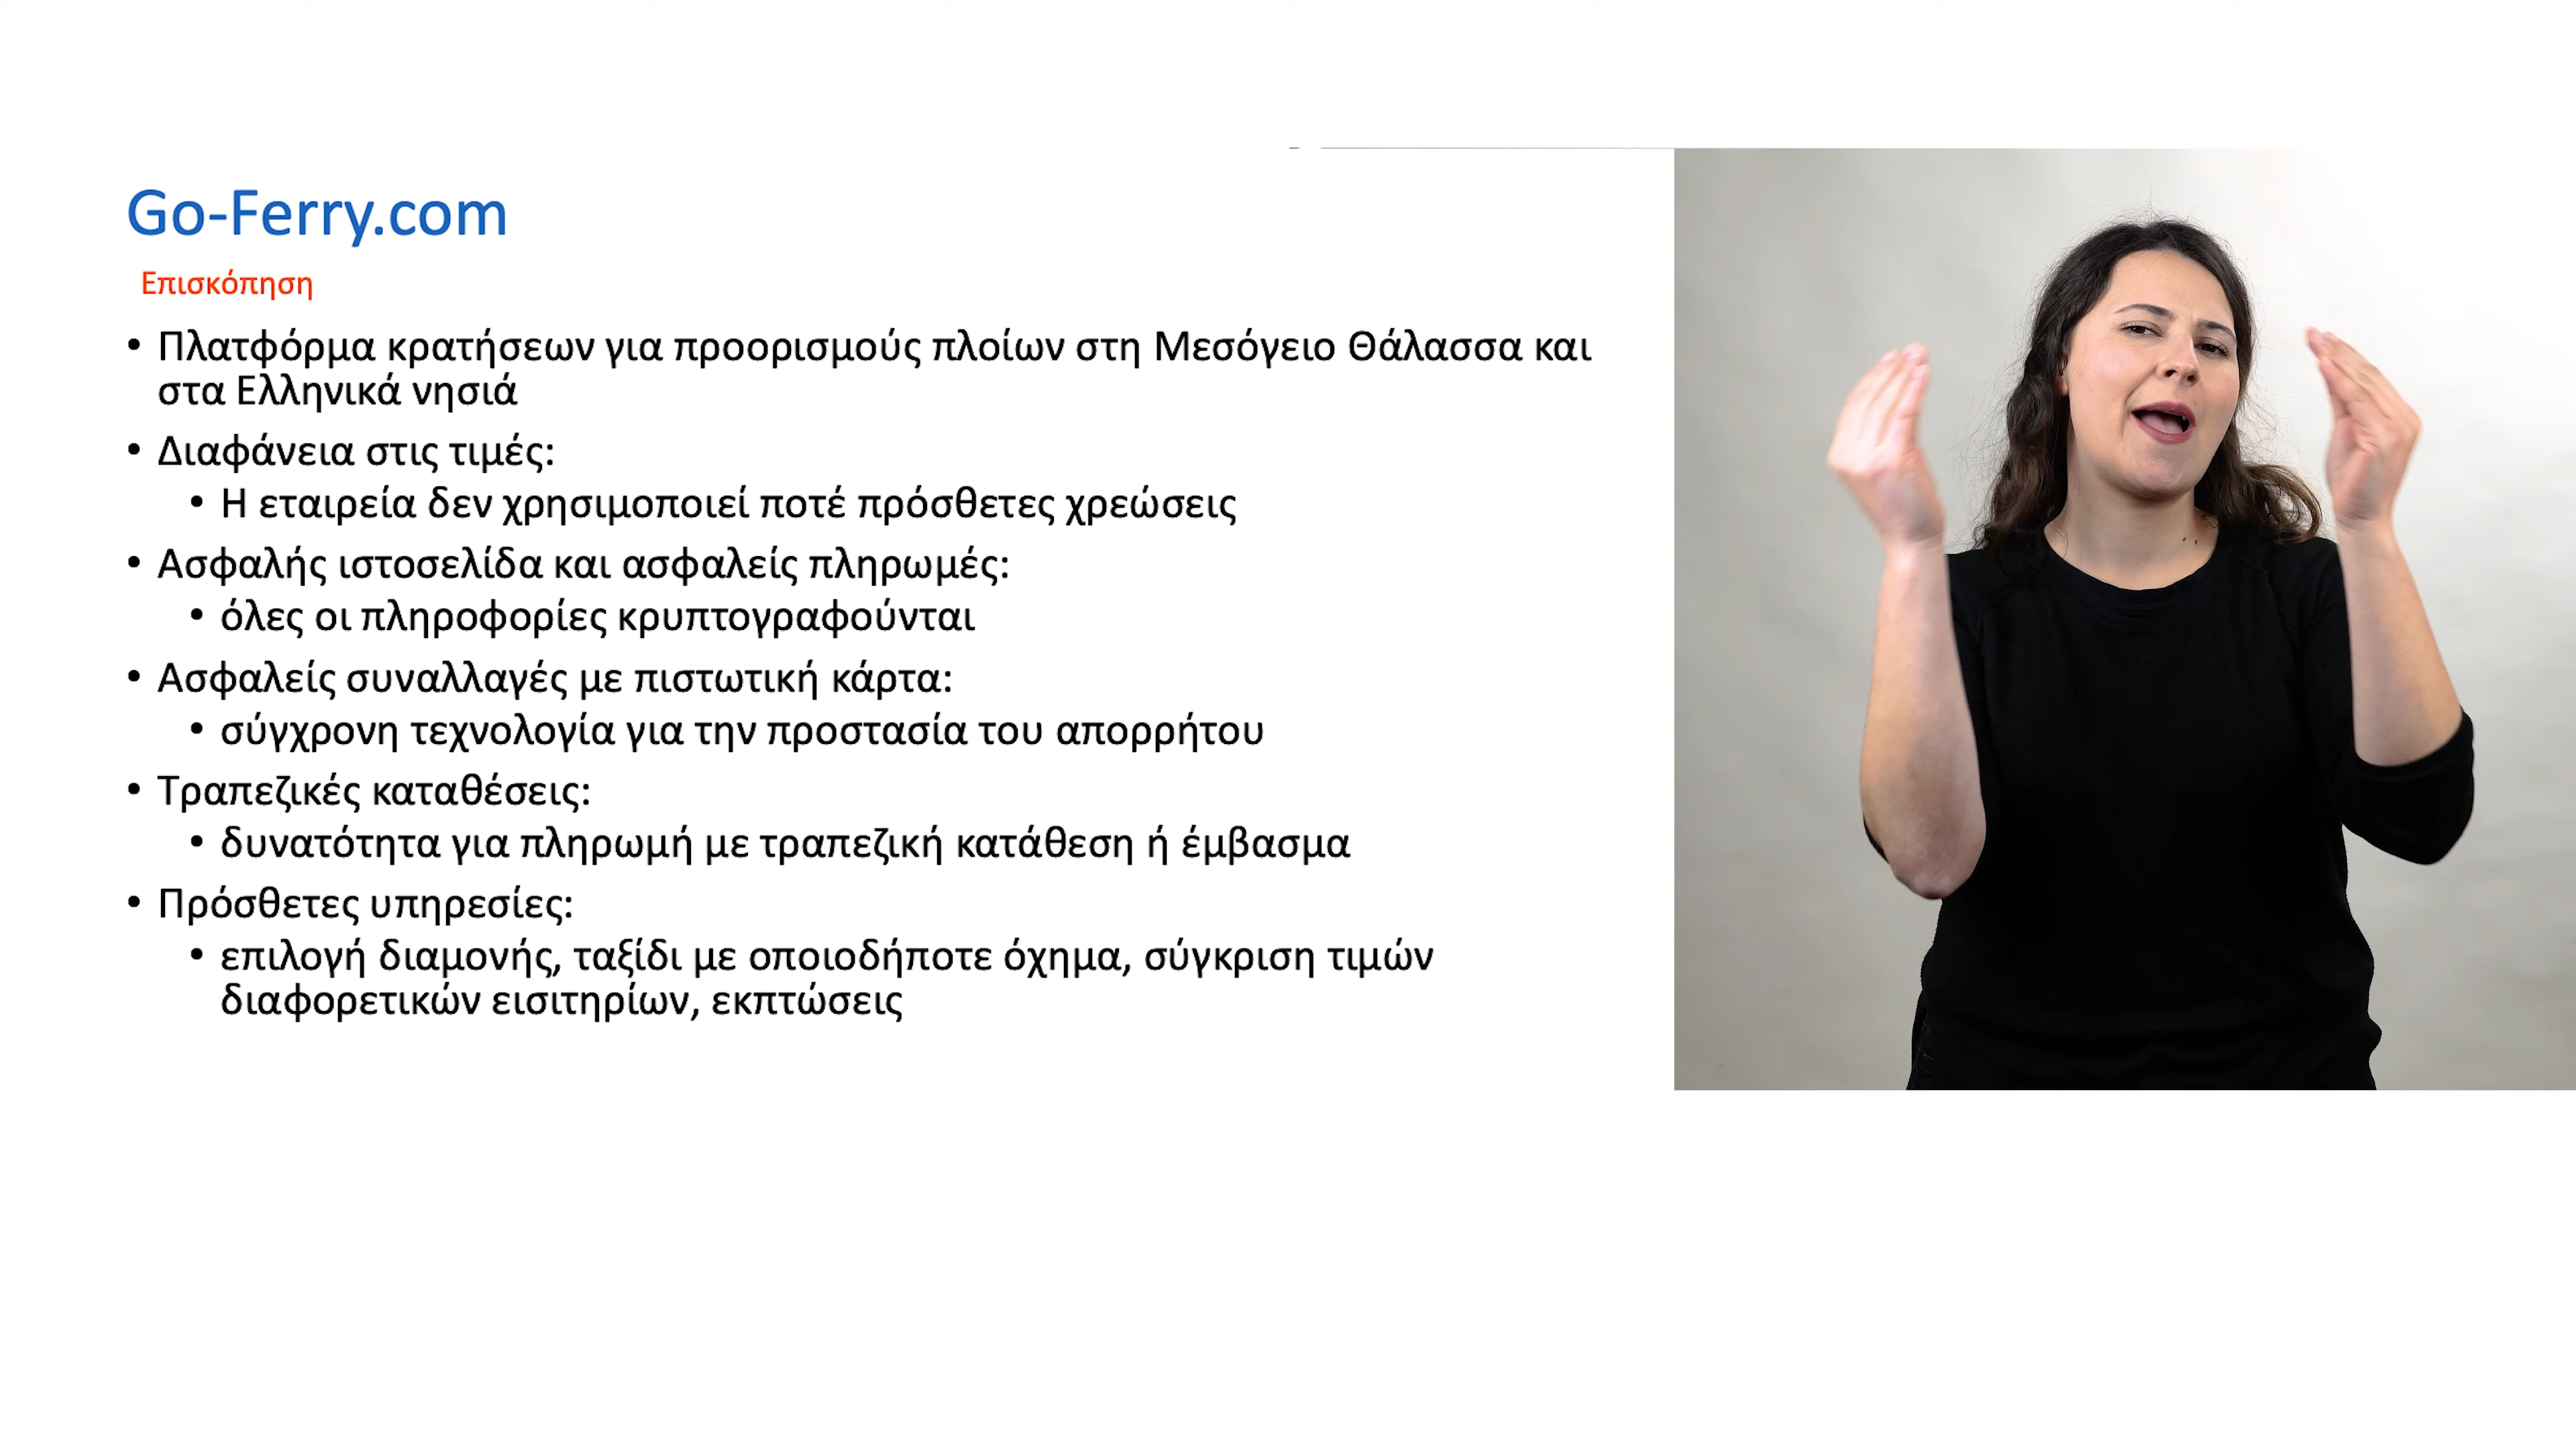 Go-Ferry.com
Επισκόπηση
• Πλατφόρμα κρατήσεων για προορισμούς πλοίων στη Μεσόγειο Θάλασσα και
στα Ελληνικά νησιά
• Διαφάνεια στις τιμές:
• Η εταιρεία δεν χρησιμοποιεί ποτέ πρόσθετες χρεώσεις
• Ασφαλής ιστοσελίδα και ασφαλείς πληρωμές:
• όλες οι πληροφορίες κρυπτογραφούνται
• Ασφαλείς συναλλαγές με πιστωτική κάρτα:
• σύγχρονη τεχνολογία για την προστασία του απορρήτου
• Τραπεζικές καταθέσεις:
• δυνατότητα για πληρωμή με τραπεζική κατάθεση ή έμβασμα
• Πρόσθετες υπηρεσίες:
• επιλογή διαμονής, ταξίδι με οποιοδήποτε όχημα, σύγκριση τιμών
διαφορετικών εισιτηρίων, εκπτώσεις